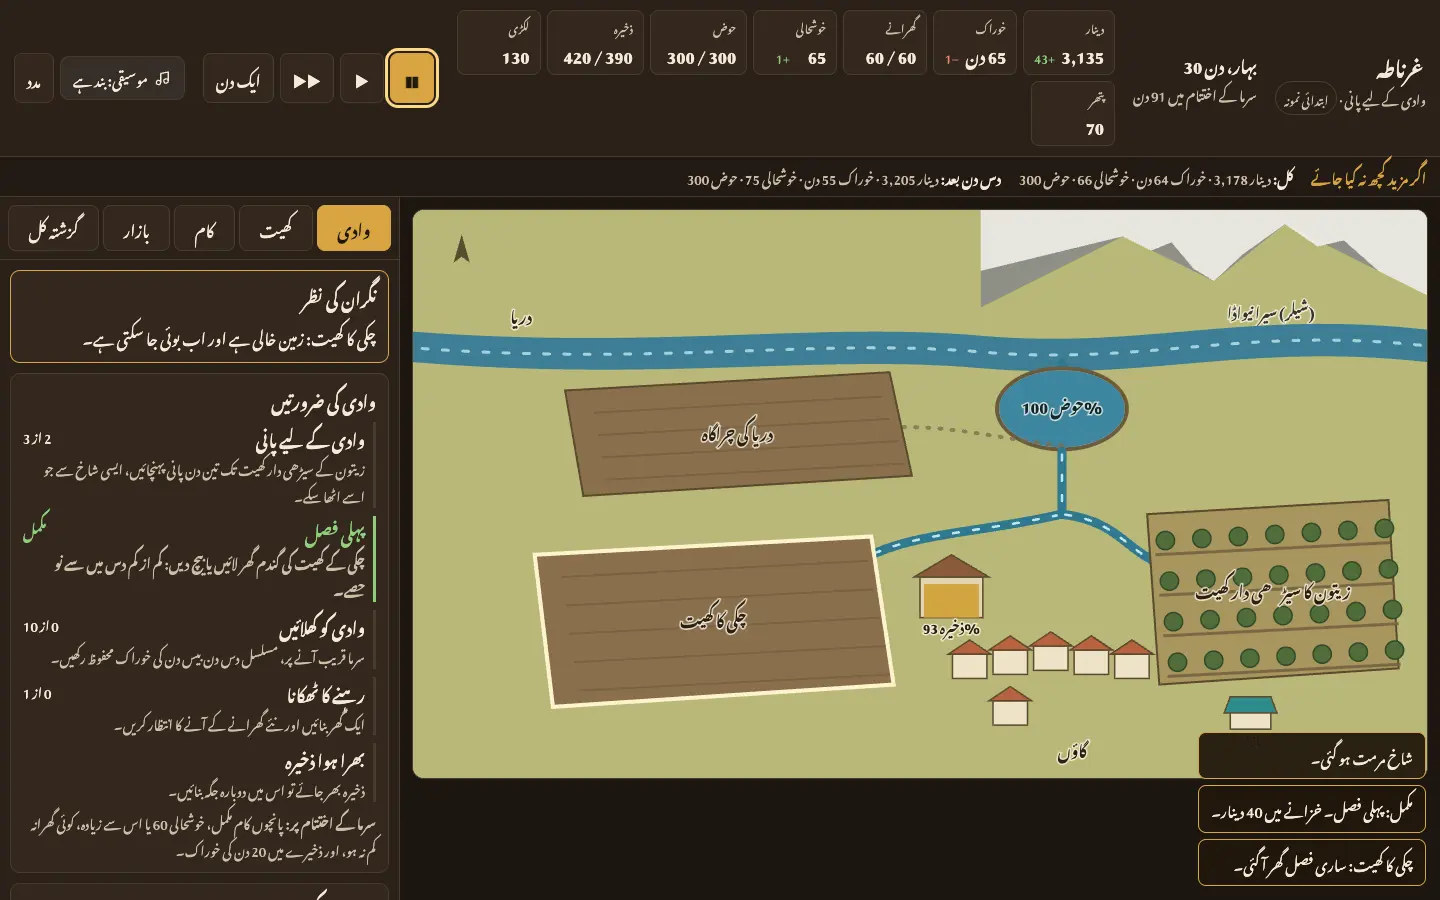 غرناطہ
وادی کے لیے پانی · ابتدائی نمونہ
بہار، دن 30
سرما کے اختتام میں 91 دن
دینار
3,135 +43
خوراک
65 دن −1
گھرانے
60 / 60
خوشحالی
65 +1
حوض
300 / 300
ذخیرہ
420 / 390
لکڑی
130
پتھر
70
ایک دن
موسیقی: بند ہے
مدد
اگر مزید کچھ نہ کیا جائے
کل: دینار 3,178 · خوراک 64 دن · خوشحالی 66 · حوض 300
دس دن بعد: دینار 3,205 · خوراک 55 دن · خوشحالی 75 · حوض 300
وادی
کھیت
کام
بازار
گزشتہ کل
نگران کی نظر
چکی کا کھیت: زمین خالی ہے اور اب بوئی جا سکتی ہے۔
وادی کی ضرورتیں
وادی کے لیے پانی
2 از 3
زیتون کے سیڑھی دار کھیت تک تین دن پانی پہنچائیں، ایسی شاخ سے جو
اسے اٹھا سکے۔
پہلی فصل
مکمل
چکی کے کھیت کی گندم گھر لائیں یا بیچ دیں: کم از کم دس میں سے نو
حصے۔
وادی کو کھلائیں
0 از 10
سرما قریب آنے پر، مسلسل دس دن بیس دن کی خوراک محفوظ رکھیں۔
رہنے کا ٹھکانا
0 از 1
ایک گھر بنائیں اور نئے گھرانے کے آنے کا انتظار کریں۔
بھرا ہوا ذخیرہ
ذخیرہ بھر جائے تو اس میں دوبارہ جگہ بنائیں۔
سرما کے اختتام پر: پانچوں کام مکمل، خوشحالی 60 یا اس سے زیادہ، کوئی گھرانہ
کم نہ ہو، اور ذخیرے میں 20 دن کی خوراک۔
دریا
(شیلر) سیرا نیواڈا
حوض 100%
دریا کی چراگاہ
چکی کا کھیت
زیتون کا سیڑھی دار کھیت
ذخیرہ 93%
گاؤں
شاخ مرمت ہو گئی۔
مکمل: پہلی فصل۔ خزانے میں 40 دینار۔
چکی کا کھیت: ساری فصل گھر آ گئی۔